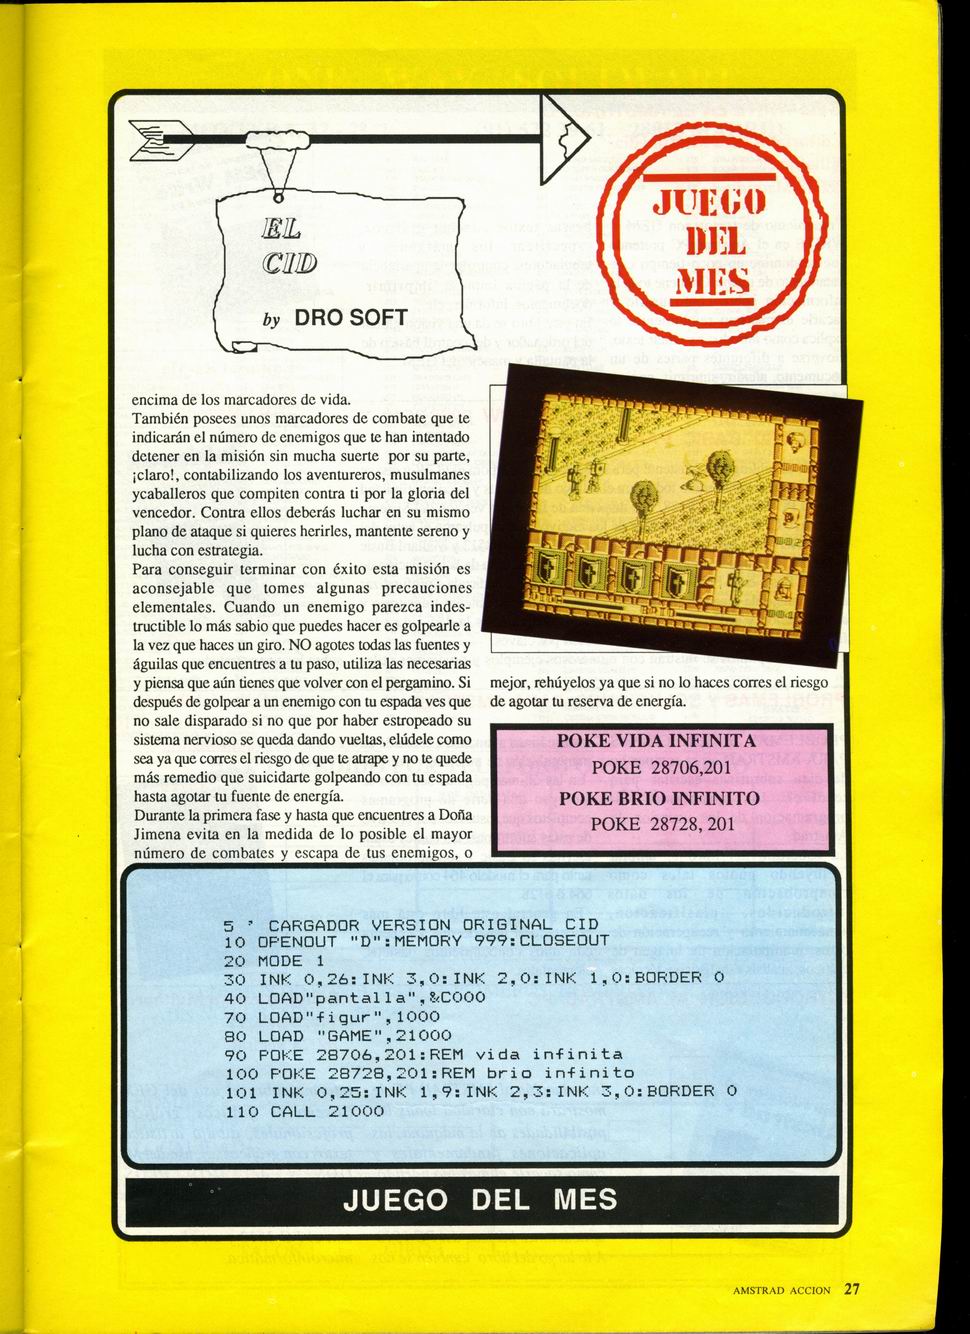 EL
CID
by DRO SOFT
JUEGO
DEL
MES
encima de los marcadores de vida.
También posees unos marcadores de combate que te
indicarán el número de enemigos que te han intentado
detener en la misión sin mucha suerte por su parte,
¡claro!, contabilizando los aventureros, musulmanes
ycaballeros que compiten contra ti por la gloria del
vencedor. Contra ellos deberás luchar en su mismo
plano de ataque si quieres herirles, mantente sereno y
lucha con estrategia.
Para conseguir terminar con éxito esta misión es
aconsejable que tomes algunas precauciones
elementales. Cuando un enemigo parezca indes-
tructible lo más sabio que puedes hacer es golpearle a
la vez que haces un giro. NO agotes todas las fuentes y
águilas que encuentres a tu paso, utiliza las necesarias
y piensa que aún tienes que volver con el pergamino. Si
después de golpear a un enemigo con tu espada ves que
no sale disparado si no que por haber estropeado su
sistema nervioso se queda dando vueltas, elúdele como
sea ya que corres el riesgo de que te atrape y no te quede
más remedio que suicidarte golpeando con tu espada
hasta agotar tu fuente de energía.
Durante la primera fase y hasta que encuentres a Doña
Jimena evita en la medida de lo posible el mayor
número de combates y escapa de tus enemigos, o
mejor, rehúyelos ya que si no lo haces corres el riesgo
de agotar tu reserva de energía.
POKE VIDA INFINITA
POKE 28706,201
POKE BRIO INFINITO
POKE 28728, 201
5 ' CARGADOR VERSION ORIGINAL CID
10 OPENOUT "D":MEMORY 999:CLOSEOUT
20 MODE 1
30 INK 0,26:INK 3,0:INK 2,0:INK 1,0:BORDER 0
40 LOAD"pantalla",&C000
70 LOAD"figur",1000
80 LOAD "GAME",21000
90 POKE 28706,201:REM vida infinita
100 POKE 28728,201:REM brio infinito
101 INK 0,25:INK 1,9:INK 2,3:INK 3,0:BORDER 0
110 CALL 21000
JUEGO DEL MES
AMSTRAD ACCION 27